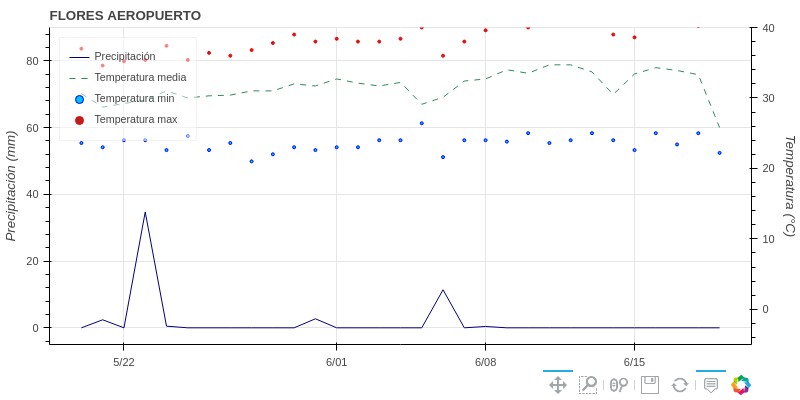 FLORES AEROPUERTO
Precipitación
Temperatura media
Temperatura min
Temperatura max
Precipitación (mm)
80
60
40
20
0
Temperatura (°C)
40
30
20
10
0
5/22
6/01
6/08
6/15